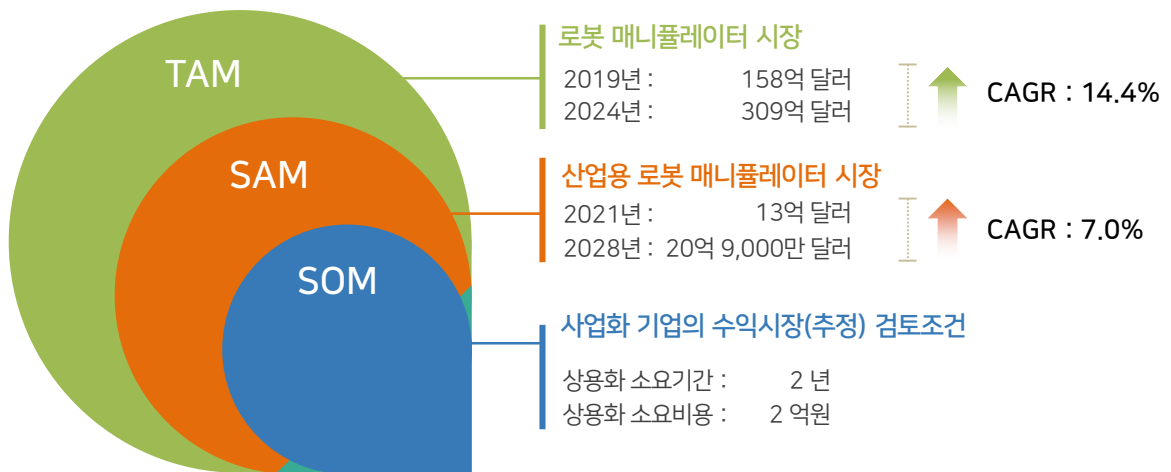 TAM
SAM
SOM
로봇 매니퓰레이터 시장
2019년 : 158억 달러
2024년 : 309억 달러
CAGR : 14.4%
산업용 로봇 매니퓰레이터 시장
2021년 : 13억 달러
2028년 : 20억 9,000만 달러
CAGR : 7.0%
사업화 기업의 수익시장(추정) 검토조건
상용화 소요기간 : 2 년
상용화 소요비용 : 2 억원